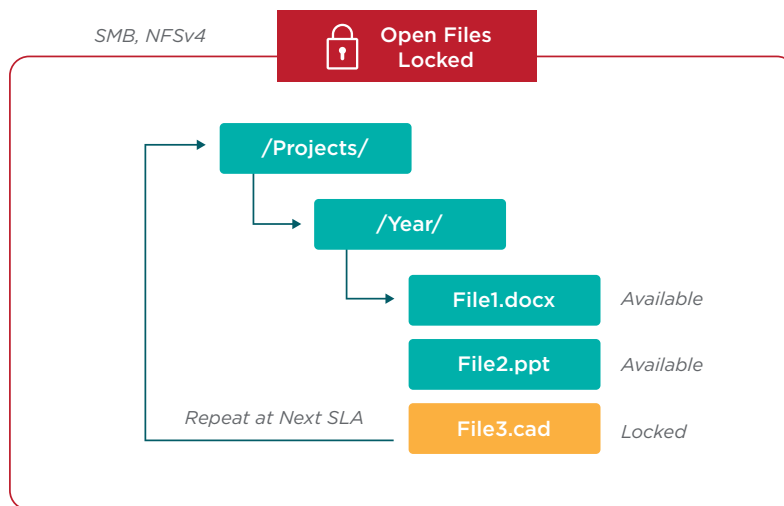 SMB, NFSv4
Open Files
Locked
/Projects/
/Year/
File1.docx
Available
File2.ppt
Available
Repeat at Next SLA
File3.cad
Locked